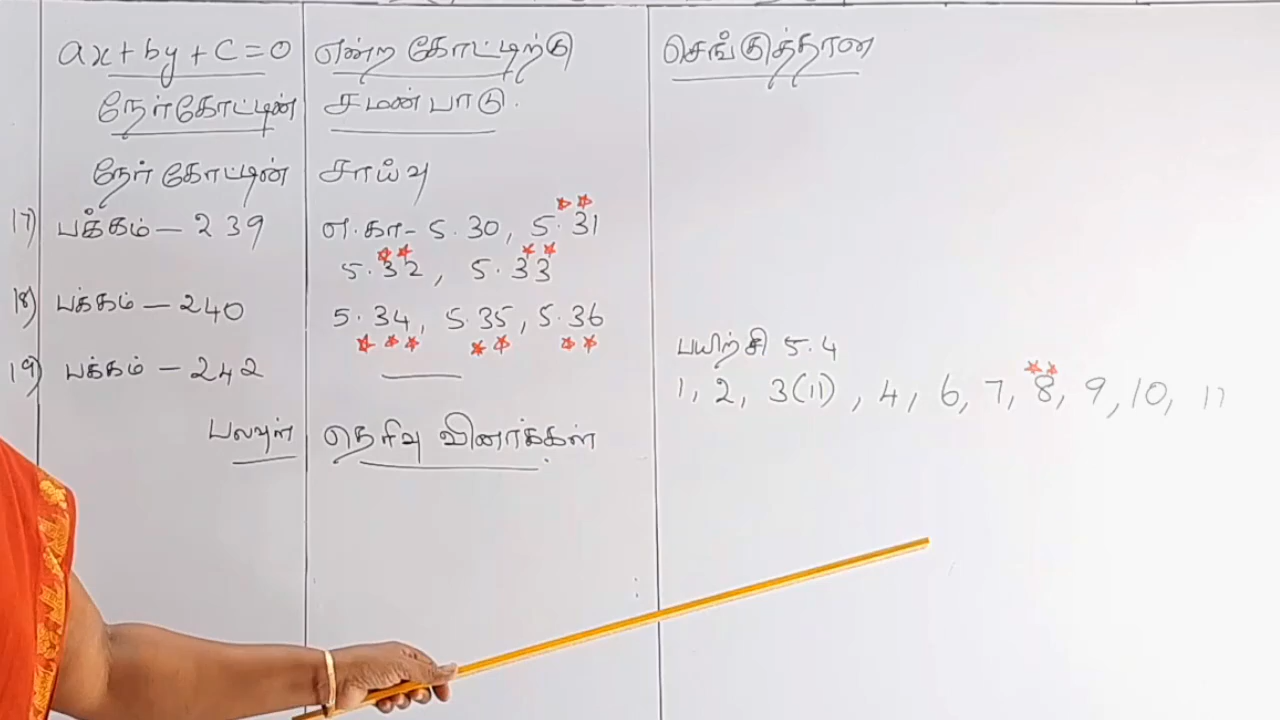 ax+by+c=0 என்ற கோட்டிற்கு செங்குத்தான
நேர்கோட்டின் சமன்பாடு.
நேர் கோட்டின் சாய்வு
17) பக்கம் – 239 எ.கா- 5.30, 5.31
5.32, 5.33
18) பக்கம் – 240 5.34, 5.35, 5.36
பயிற்சி 5.4
19) பக்கம் – 242 —
1, 2, 3(11), 4, 6, 7, 8, 9, 10, 11
பலவுள் தெரிவு வினாக்கள்